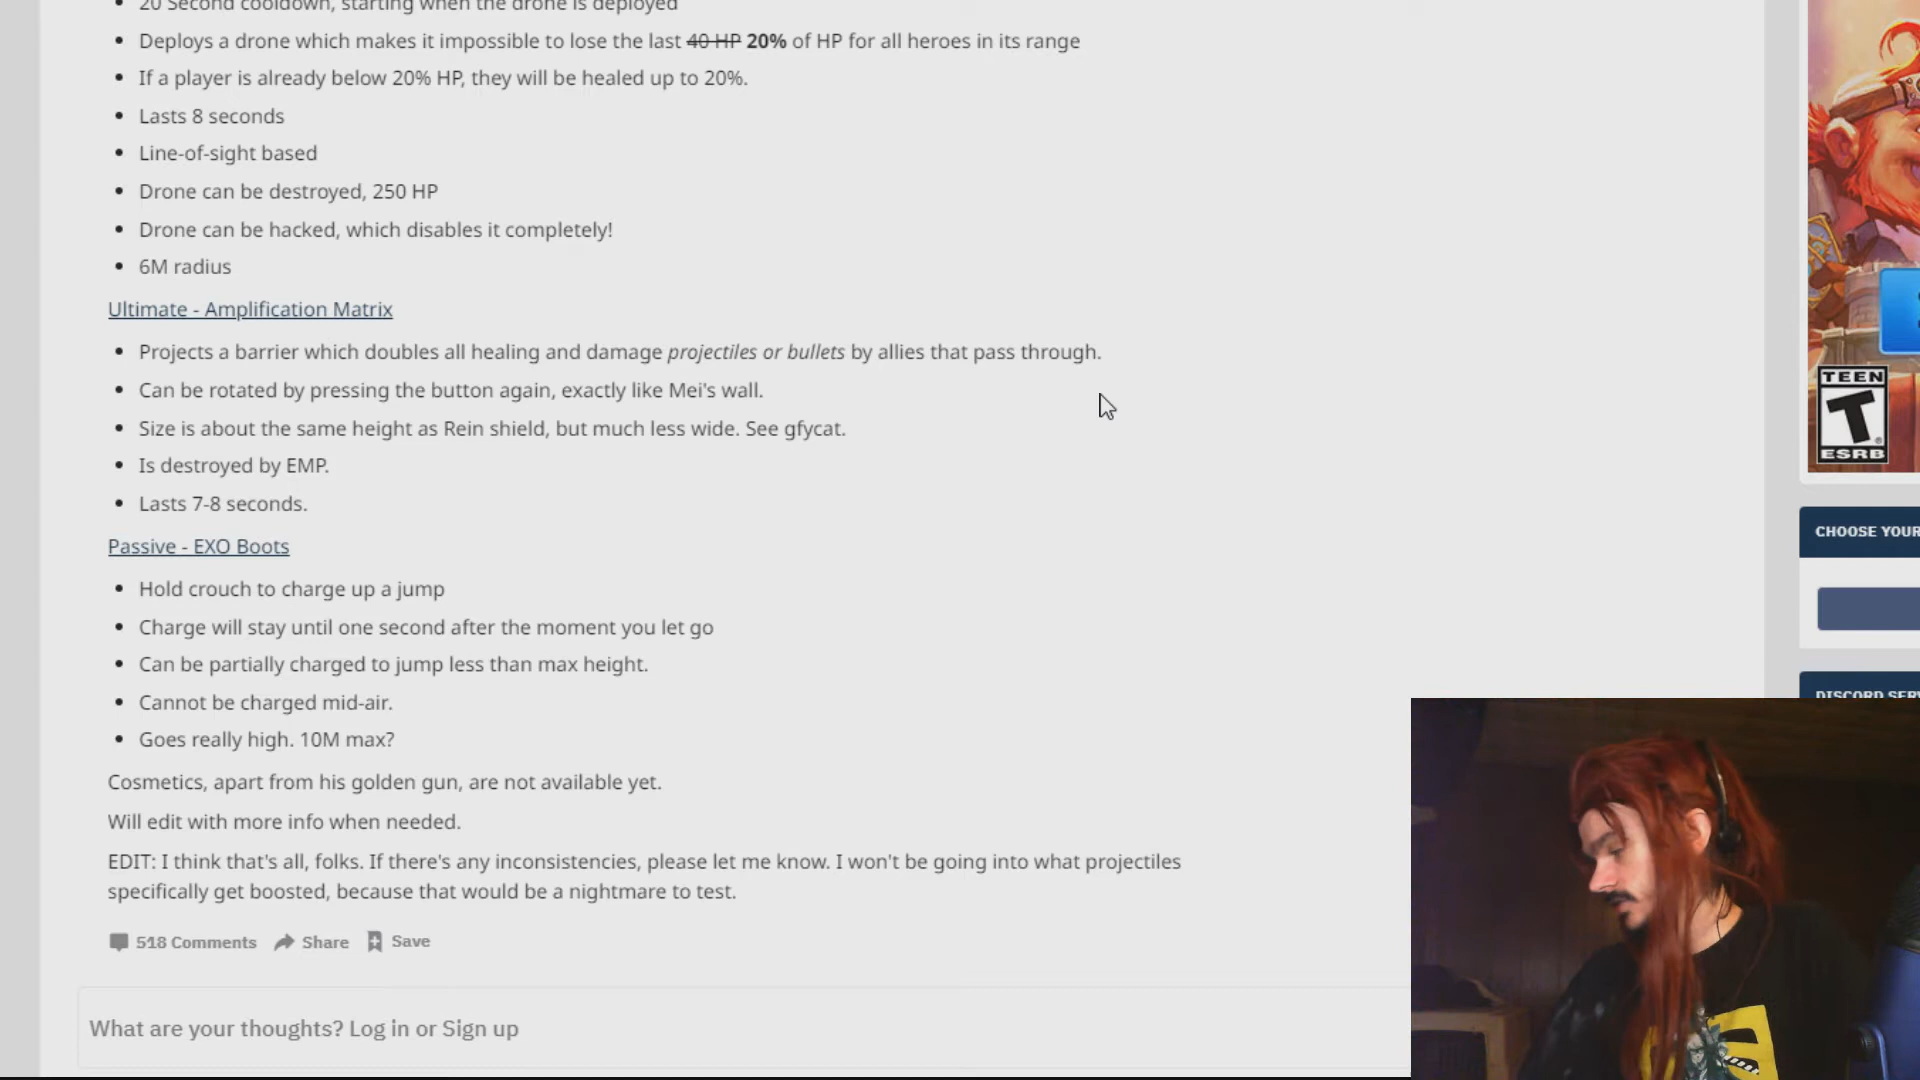 20 Second cooldown, starting when the drone is deployed
Deploys a drone which makes it impossible to lose the last 40 HP 20% of HP for all heroes in its range
If a player is already below 20% HP, they will be healed up to 20%.
Lasts 8 seconds
Line-of-sight based
Drone can be destroyed, 250 HP
Drone can be hacked, which disables it completely!
6M radius
Ultimate - Amplification Matrix
Projects a barrier which doubles all healing and damage projectiles or bullets by allies that pass through.
Can be rotated by pressing the button again, exactly like Mei's wall.
Size is about the same height as Rein shield, but much less wide. See gfycat.
Is destroyed by EMP.
Lasts 7-8 seconds.
Passive - EXO Boots
Hold crouch to charge up a jump
Charge will stay until one second after the moment you let go
Can be partially charged to jump less than max height.
Cannot be charged mid-air.
Goes really high. 10M max?
Cosmetics, apart from his golden gun, are not available yet.
Will edit with more info when needed.
EDIT: I think that's all, folks. If there's any inconsistencies, please let me know. I won't be going into what projectiles
specifically get boosted, because that would be a nightmare to test.
518 Comments Share Save
What are your thoughts? Log in or Sign up
TEEN
T
ESRB
CHOOSE YOUR
DISCORD SERV